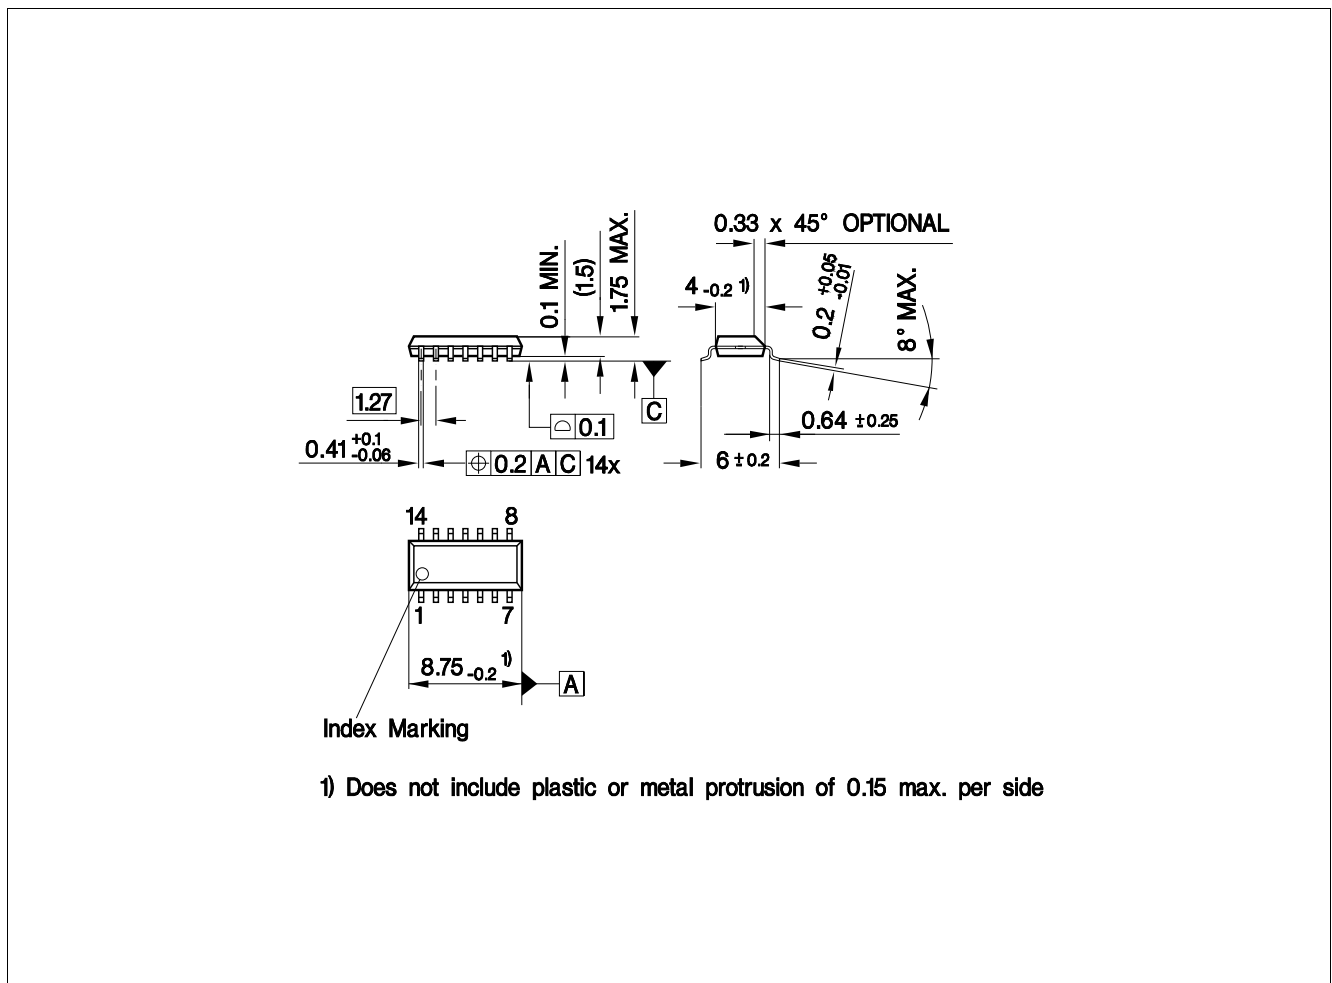 0.33 x 45° OPTIONAL
0.1 MIN.
(1.5)
1.75 MAX.
4 -0.2 1)
0.2 +0.05 -0.01
8° MAX.
1.27
C
0.1
0.64 ±0.25
0.41 +0.1 -0.06
0.2 A C 14x
6 ±0.2
14 8
1 7
8.75 -0.2 1)
A
Index Marking
1) Does not include plastic or metal protrusion of 0.15 max. per side